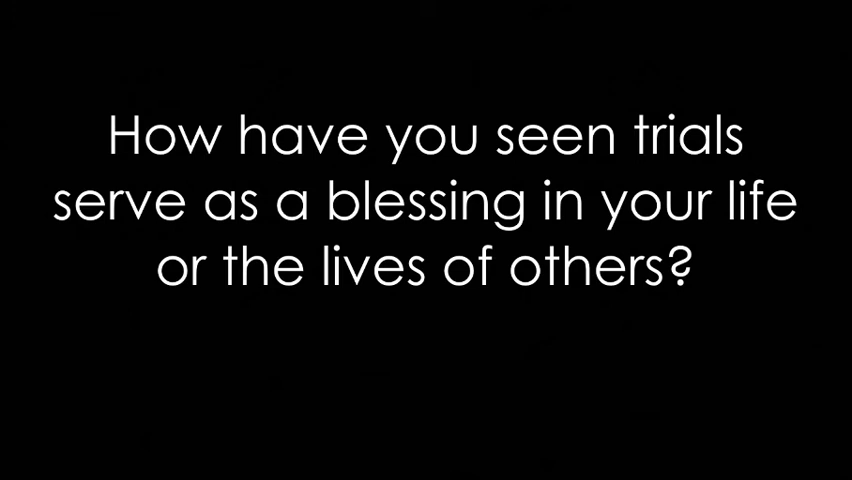 How have you seen trials
serve as a blessing in your life
or the lives of others?